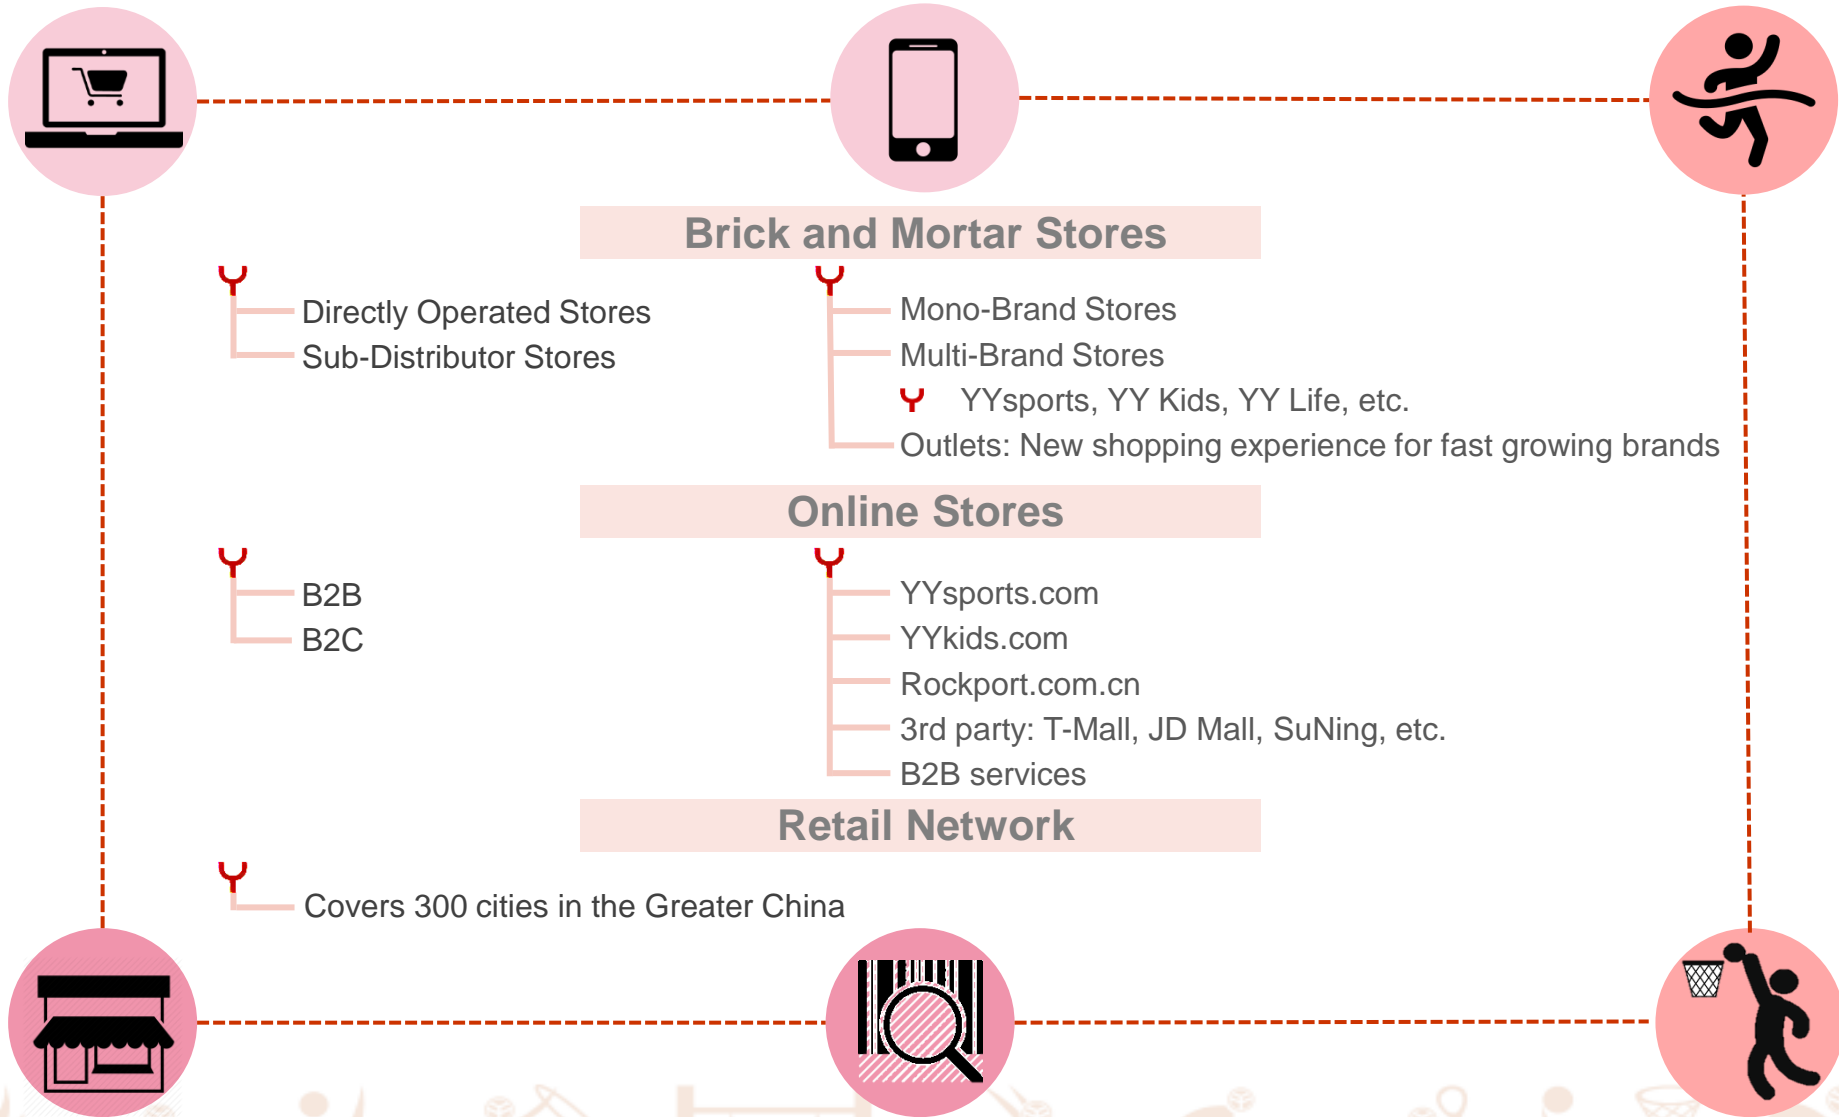 Brick and Mortar Stores
Directly Operated Stores
Sub-Distributor Stores
Mono-Brand Stores
Multi-Brand Stores
YYsports, YY Kids, YY Life, etc.
Outlets: New shopping experience for fast growing brands
Online Stores
B2B
B2C
YYsports.com
YYkids.com
Rockport.com.cn
3rd party: T-Mall, JD Mall, SuNing, etc.
B2B services
Retail Network
Covers 300 cities in the Greater China